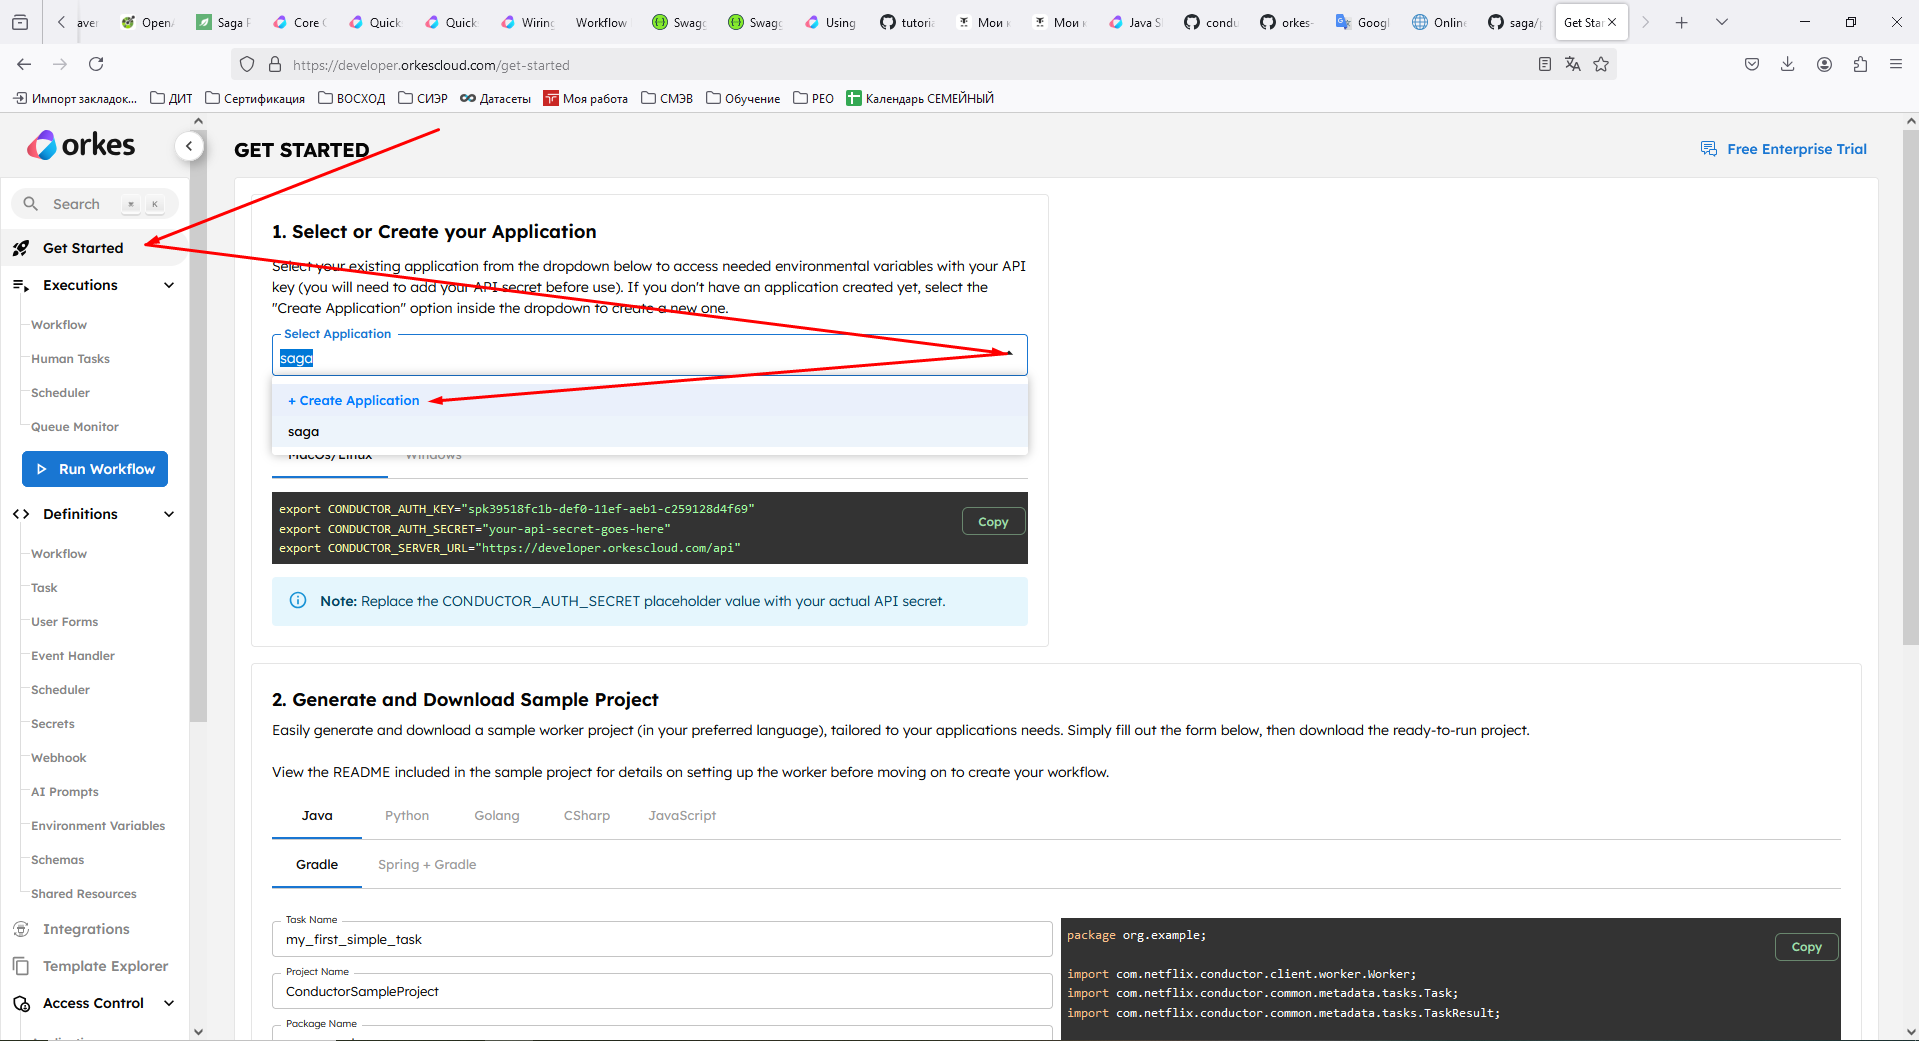 aver
OpenA
Saga P
Core C
Quicks
Quick
Wiring
Workflow
Swagg
Swagg
Using
tutoria
Мои к
Мои к
Java S
condu
orkes-
Googl
Online
saga/p
Get Star
https://developer.orkescloud.com/get-started
Импорт закладок...
ДИТ
Сертификация
ВОСХОД
СИЭР
Датасеты
Моя работа
СМЭВ
Обучение
РЕО
Календарь СЕМЕЙНЫЙ
orkes
GET STARTED
Free Enterprise Trial
Search
K
Get Started
Executions
Workflow
Human Tasks
Scheduler
Queue Monitor
Run Workflow
Definitions
Workflow
Task
User Forms
Event Handler
Scheduler
Secrets
Webhook
AI Prompts
Environment Variables
Schemas
Shared Resources
Integrations
Template Explorer
Access Control
1. Select or Create your Application
Select your existing application from the dropdown below to access needed environmental variables with your API
key (you will need to add your API secret before use). If you don't have an application created yet, select the
"Create Application" option inside the dropdown to create a new one.
Select Application
saga
+ Create Application
saga
MacOs/Linux
Windows
export CONDUCTOR_AUTH_KEY="spk39518fc1b-def0-11ef-aeb1-c259128d4f69"
export CONDUCTOR_AUTH_SECRET="your-api-secret-goes-here"
export CONDUCTOR_SERVER_URL="https://developer.orkescloud.com/api"
Copy
Note: Replace the CONDUCTOR_AUTH_SECRET placeholder value with your actual API secret.
2. Generate and Download Sample Project
Easily generate and download a sample worker project (in your preferred language), tailored to your applications needs. Simply fill out the form below, then download the ready-to-run project.
View the README included in the sample project for details on setting up the worker before moving on to create your workflow.
Java
Python
Golang
CSharp
JavaScript
Gradle
Spring + Gradle
Task Name
my_first_simple_task
Project Name
ConductorSampleProject
Package Name
package org.example;
Copy
import com.netflix.conductor.client.worker.Worker;
import com.netflix.conductor.common.metadata.tasks.Task;
import com.netflix.conductor.common.metadata.tasks.TaskResult;